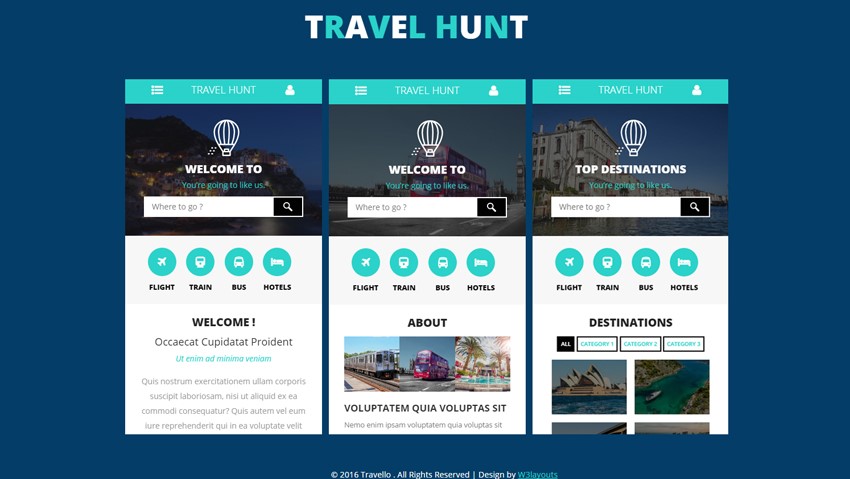 TRAVEL HUNT
TRAVEL HUNT
WELCOME TO
You're going to like us.
Where to go ?
FLIGHT TRAIN BUS HOTELS
WELCOME !
Occaecat Cupidatat Proident
Ut enim ad minima veniam
Quis nostrum exercitationem ullam corporis
suscipit laboriosam, nisi ut aliquid ex ea
commodi consequatur? Quis autem vel eum
iure reprehenderit qui in ea voluptate velit
TRAVEL HUNT
WELCOME TO
You're going to like us.
Where to go ?
FLIGHT TRAIN BUS HOTELS
ABOUT
VOLUPTATEM QUIA VOLUPTAS SIT
Nemo enim ipsam voluptatem quia voluptas sit
TRAVEL HUNT
TOP DESTINATIONS
You're going to like us.
Where to go ?
FLIGHT TRAIN BUS HOTELS
DESTINATIONS
ALL CATEGORY 1 CATEGORY 2 CATEGORY 3
© 2016 Travello . All Rights Reserved | Design by W3layouts